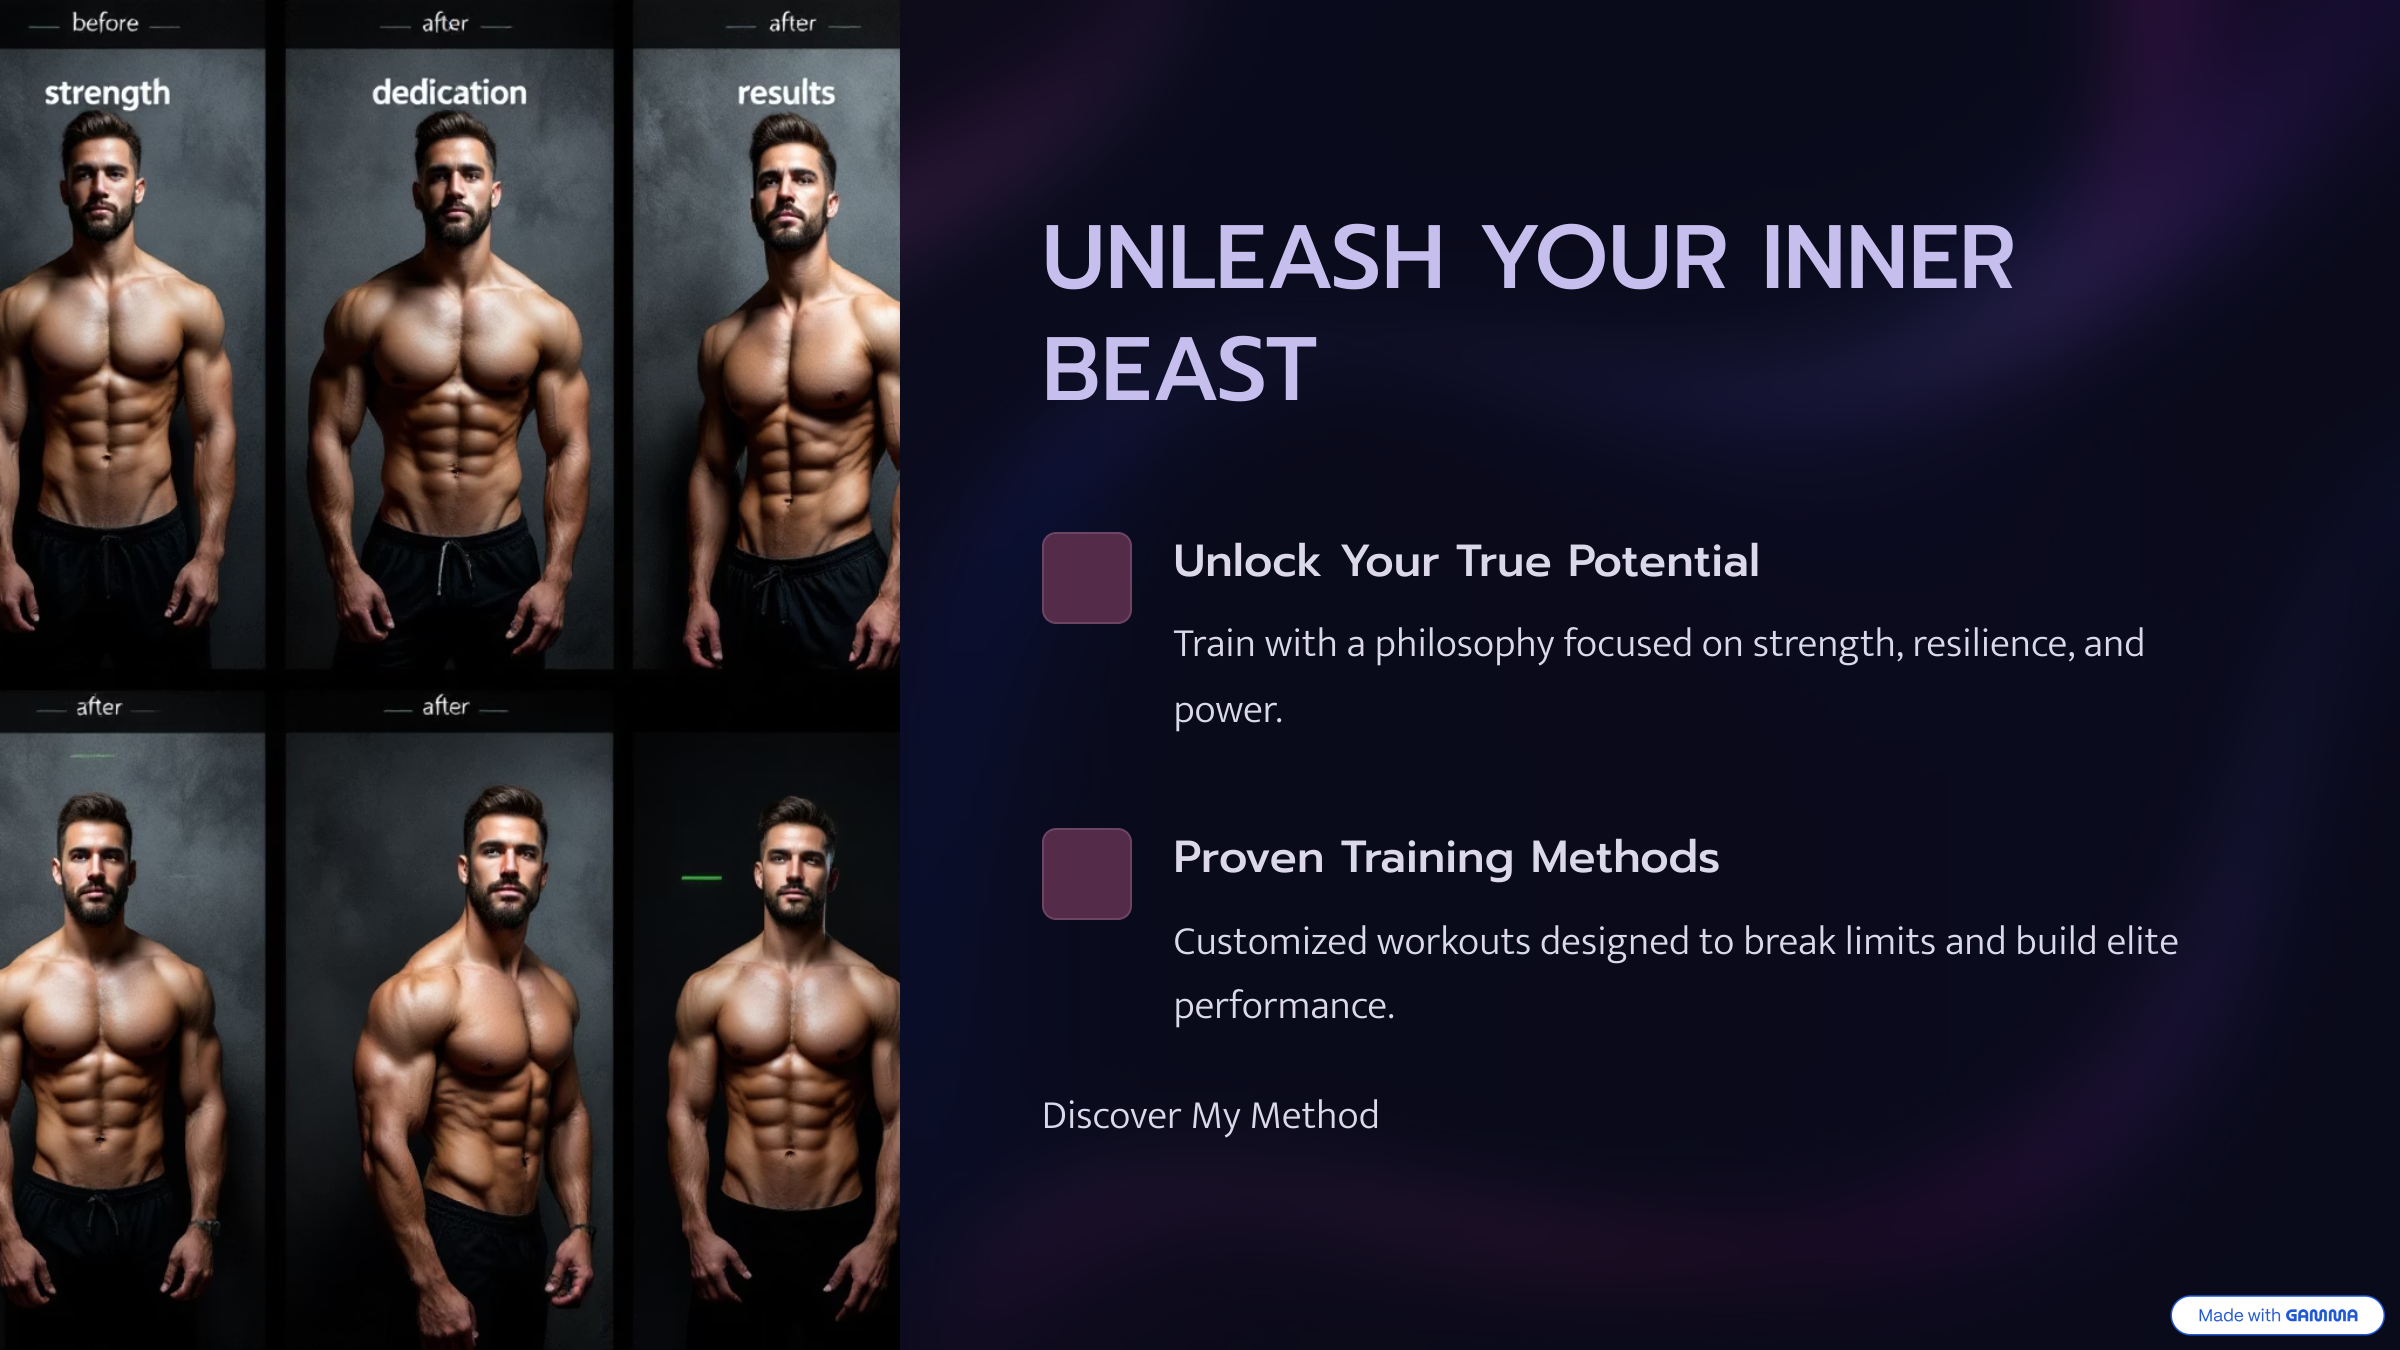 before
after
after
strength
dedication
results
after
after
UNLEASH YOUR INNER
BEAST
Unlock Your True Potential
Train with a philosophy focused on strength, resilience, and
power.
Proven Training Methods
Customized workouts designed to break limits and build elite
performance.
Discover My Method
Made with GAMMA